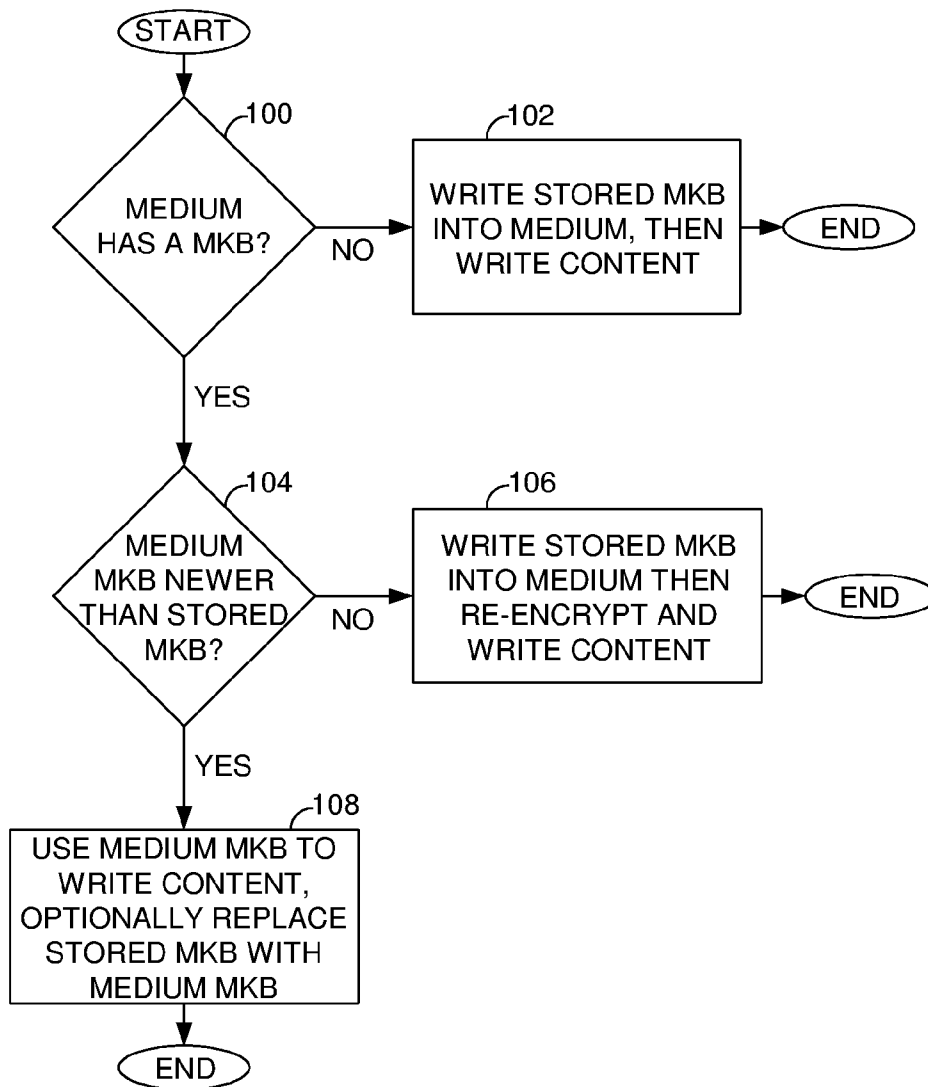 START
100
MEDIUM
HAS A MKB?
NO
102
WRITE STORED MKB
INTO MEDIUM, THEN
WRITE CONTENT
END
YES
104
MEDIUM
MKB NEWER
THAN STORED
MKB?
NO
106
WRITE STORED MKB
INTO MEDIUM THEN
RE-ENCRYPT AND
WRITE CONTENT
END
YES
108
USE MEDIUM MKB TO
WRITE CONTENT,
OPTIONALLY REPLACE
STORED MKB WITH
MEDIUM MKB
END